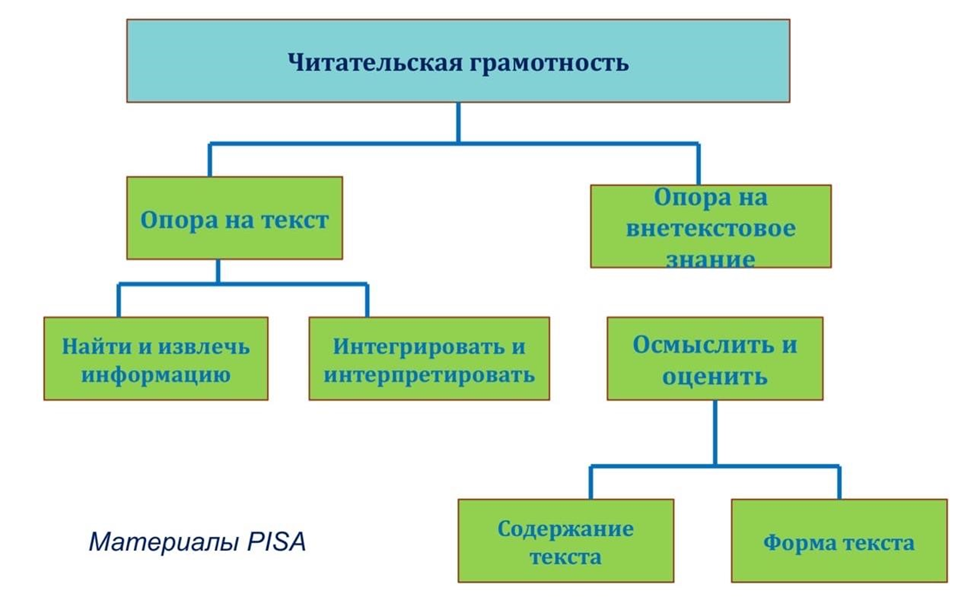 Читательская грамотность
Опора на текст
Опора на
внетекстовое
знание
Найти и извлечь
информацию
Интегрировать и
интерпретировать
Осмыслить и
оценить
Содержание
текста
Форма текста
Материалы PISA